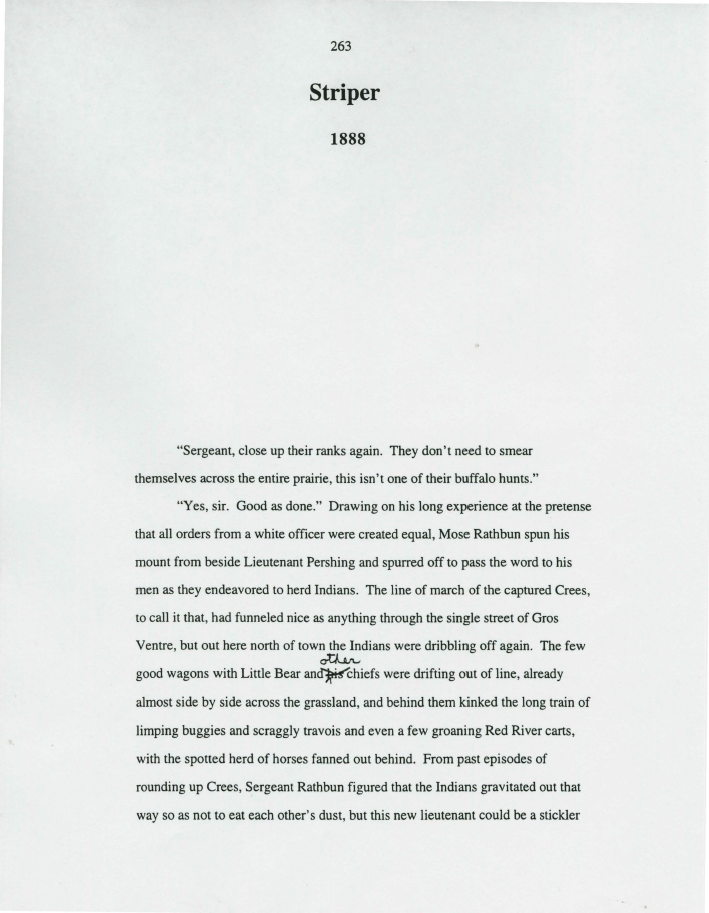 263
Striper
1888
“Sergeant, close up their ranks again.  They don’t need to smear
themselves across the entire prairie, this isn’t one of their buffalo hunts.”
“Yes, sir.  Good as done.”  Drawing on his long experience at the pretense
that all orders from a white officer were created equal, Mose Rathbun spun his
mount from beside Lieutenant Pershing and spurred off to pass the word to his
men as they endeavored to herd Indians.  The line of march of the captured Crees,
to call it that, had funneled nice as anything through the single street of Gros
Ventre, but out here north of town the Indians were dribbling off again.  The few
other
good wagons with Little Bear and his chiefs were drifting out of line, already
almost side by side across the grassland, and behind them kinked the long train of
limping buggies and scraggly travois and even a few groaning Red River carts,
with the spotted herd of horses fanned out behind.  From past episodes of
rounding up Crees, Sergeant Rathbun figured that the Indians gravitated out that
way so as not to eat each other’s dust, but this new lieutenant could be a stickler